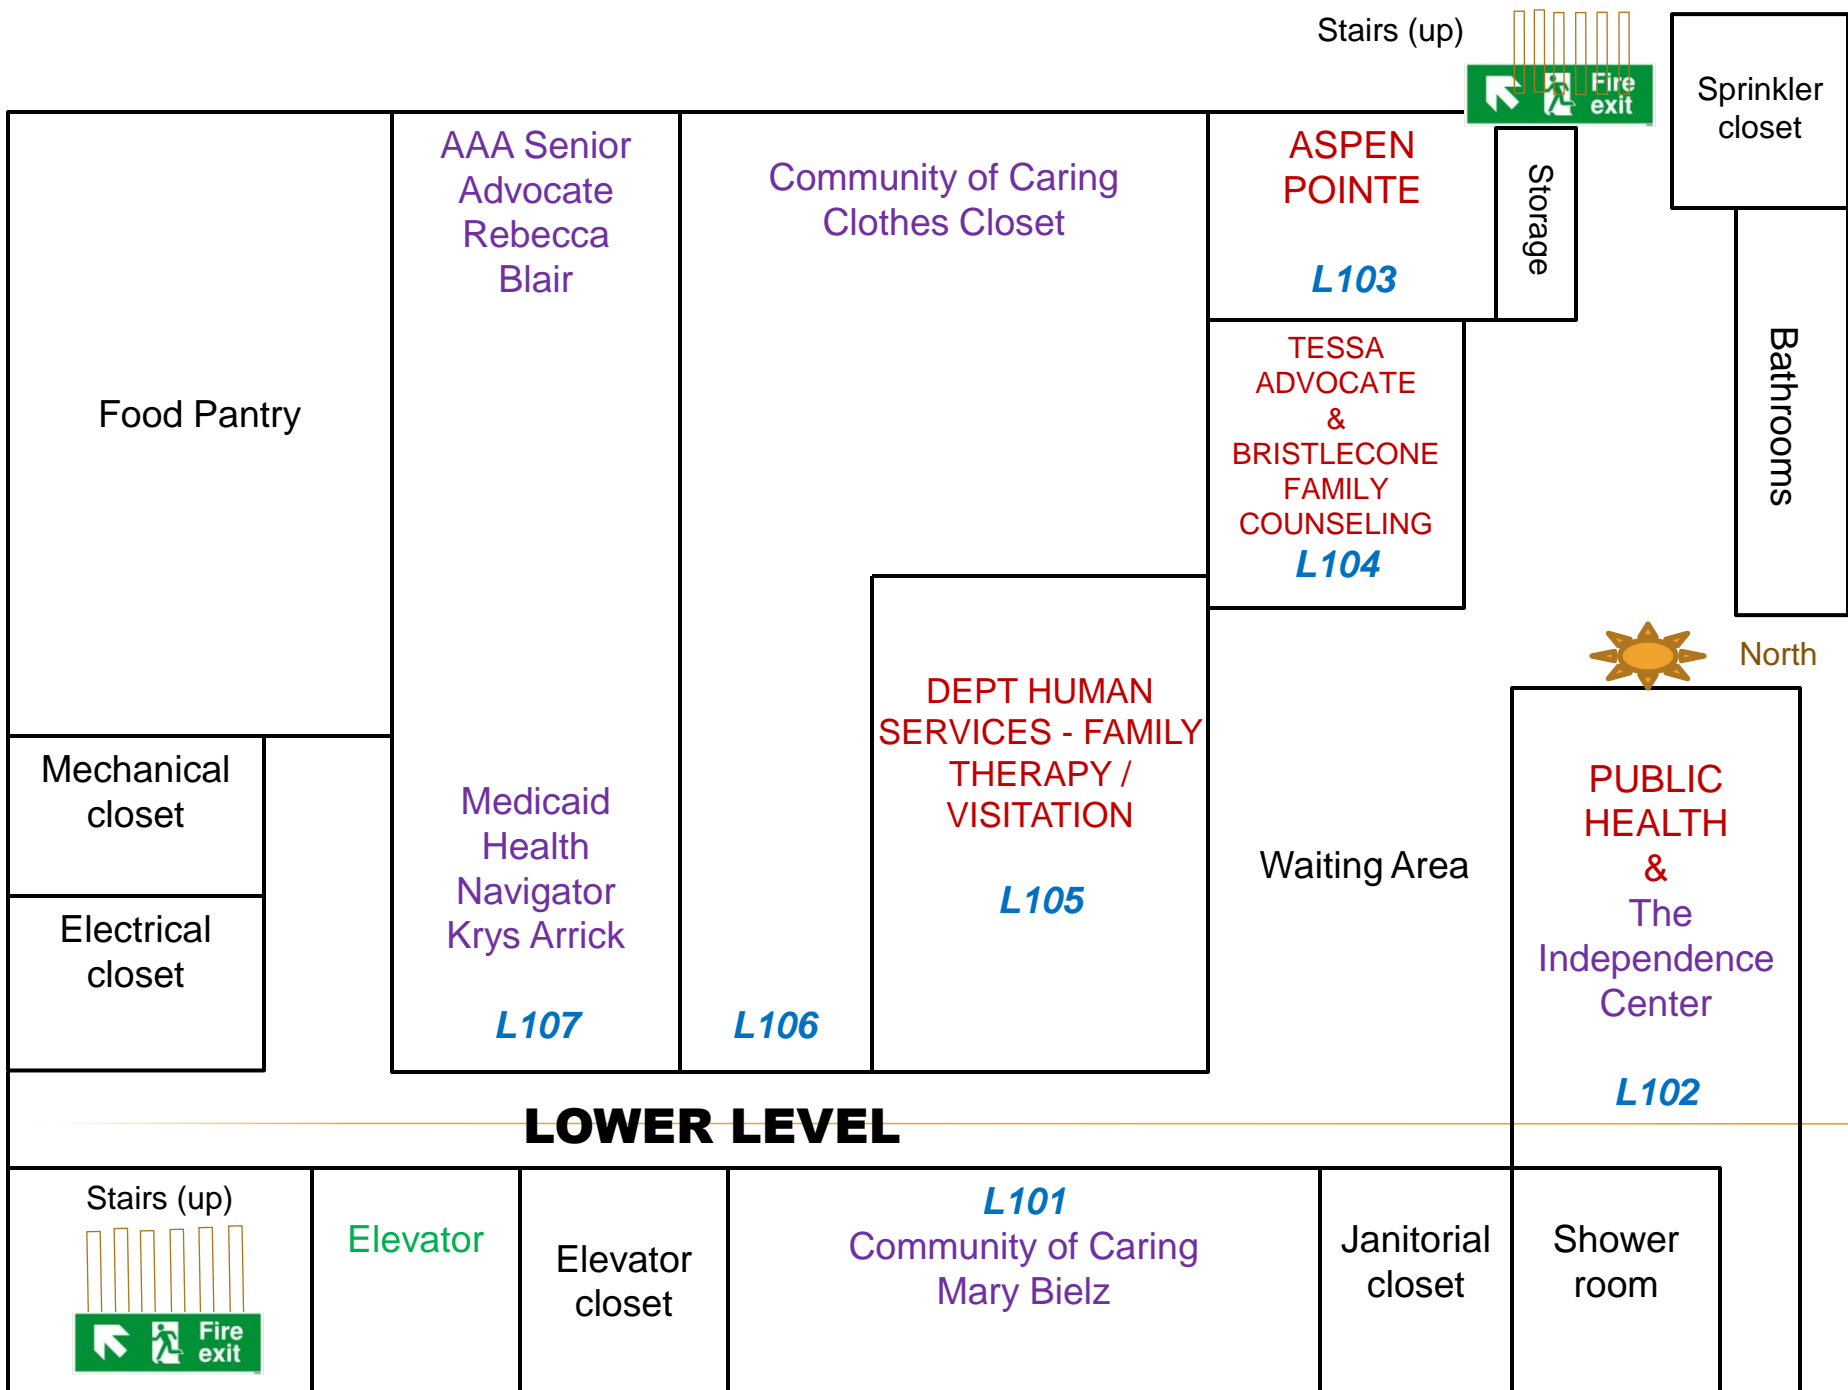 Stairs (up)
Fire
exit
Sprinkler
closet
AAA Senior
Advocate
Rebecca
Blair
Community of Caring
Clothes Closet
ASPEN
POINTE
L103
Storage
Food Pantry
TESSA
ADVOCATE
&
BRISTLECONE
FAMILY
COUNSELING
L104
Bathrooms
North
DEPT HUMAN
SERVICES - FAMILY
THERAPY /
VISITATION
L105
Mechanical
closet
Medicaid
Health
Navigator
Krys Arrick
L107
L106
Waiting Area
PUBLIC
HEALTH
&
The
Independence
Center
L102
Electrical
closet
LOWER LEVEL
Stairs (up)
Fire
exit
Elevator
Elevator
closet
L101
Community of Caring
Mary Bielz
Janitorial
closet
Shower
room